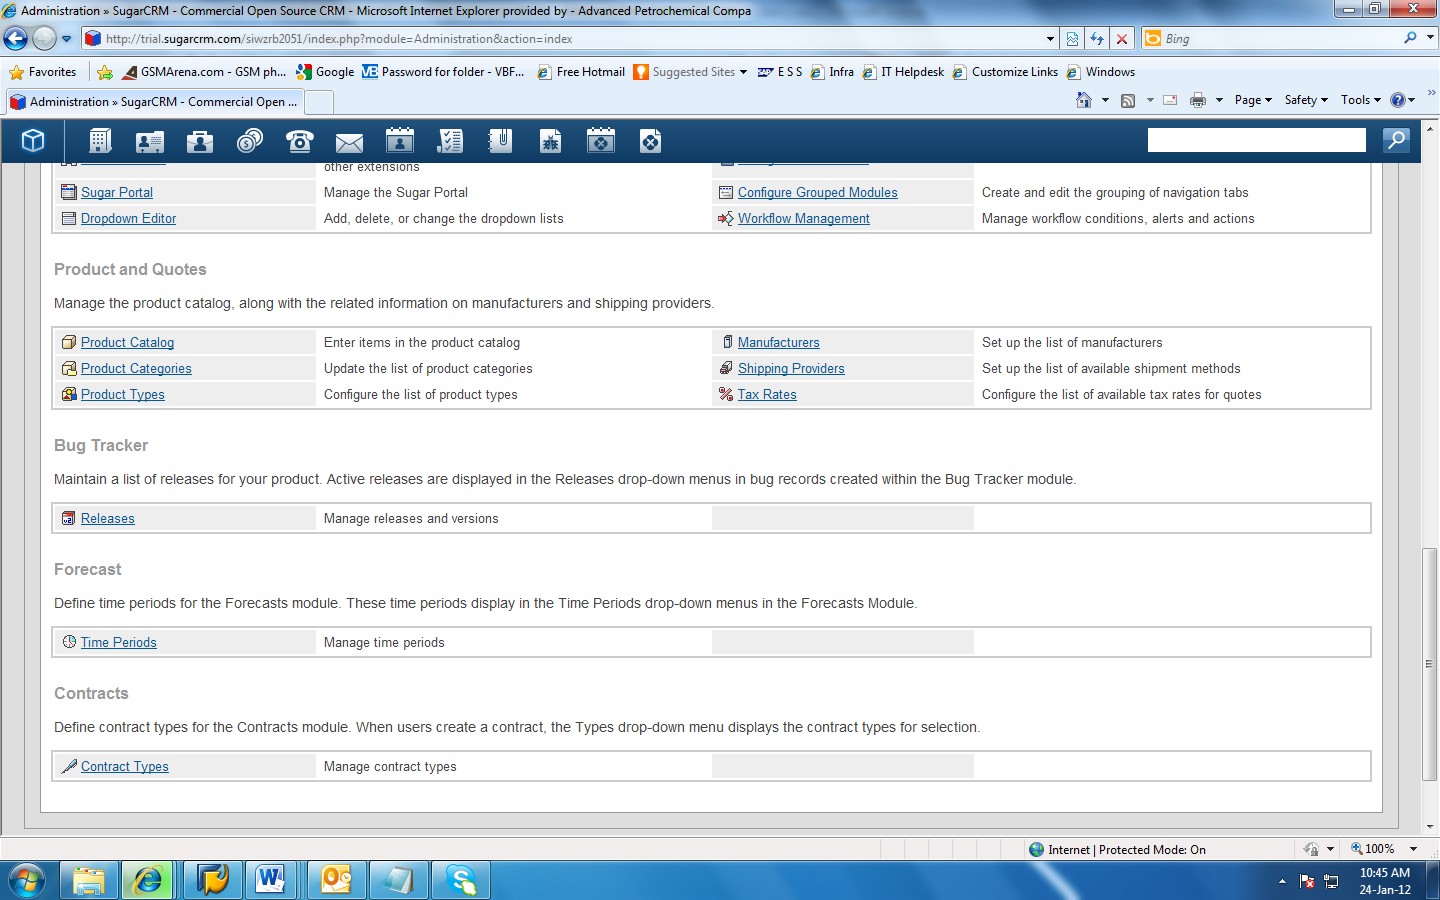 Administration » SugarCRM - Commercial Open Source CRM - Microsoft Internet Explorer provided by - Advanced Petrochemical Compa
http://trial.sugarcrm.com/siwzrb2051/index.php?module=Administration&action=index
Bing
Favorites GSMArena.com - GSM ph... Google Password for folder - VBF... Free Hotmail Suggested Sites E S S Infra IT Helpdesk Customize Links Windows
Administration » SugarCRM - Commercial Open ... Page Safety Tools
other extensions
Sugar Portal Manage the Sugar Portal Configure Grouped Modules Create and edit the grouping of navigation tabs
Dropdown Editor Add, delete, or change the dropdown lists Workflow Management Manage workflow conditions, alerts and actions
Product and Quotes
Manage the product catalog, along with the related information on manufacturers and shipping providers.
Product Catalog Enter items in the product catalog Manufacturers Set up the list of manufacturers
Product Categories Update the list of product categories Shipping Providers Set up the list of available shipment methods
Product Types Configure the list of product types Tax Rates Configure the list of available tax rates for quotes
Bug Tracker
Maintain a list of releases for your product. Active releases are displayed in the Releases drop-down menus in bug records created within the Bug Tracker module.
Releases Manage releases and versions
Forecast
Define time periods for the Forecasts module. These time periods display in the Time Periods drop-down menus in the Forecasts Module.
Time Periods Manage time periods
Contracts
Define contract types for the Contracts module. When users create a contract, the Types drop-down menu displays the contract types for selection.
Contract Types Manage contract types
Internet | Protected Mode: On 100%
10:45 AM
24-Jan-12